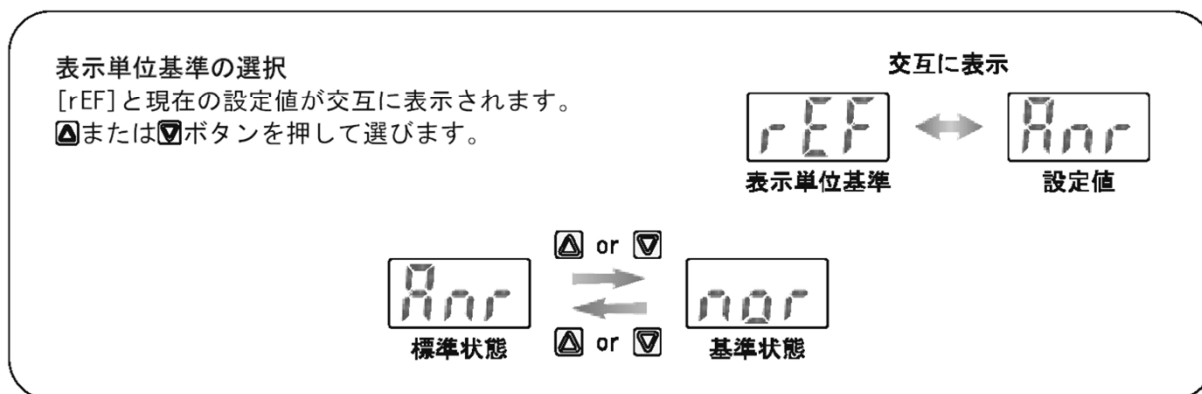 表示単位基準の選択
[rEF]と現在の設定値が交互に表示されます。
△または▽ボタンを押して選びます。
交互に表示
rEF
Anr
表示単位基準
設定値
△ or ▽
Anr
nor
標準状態
△ or ▽
基準状態